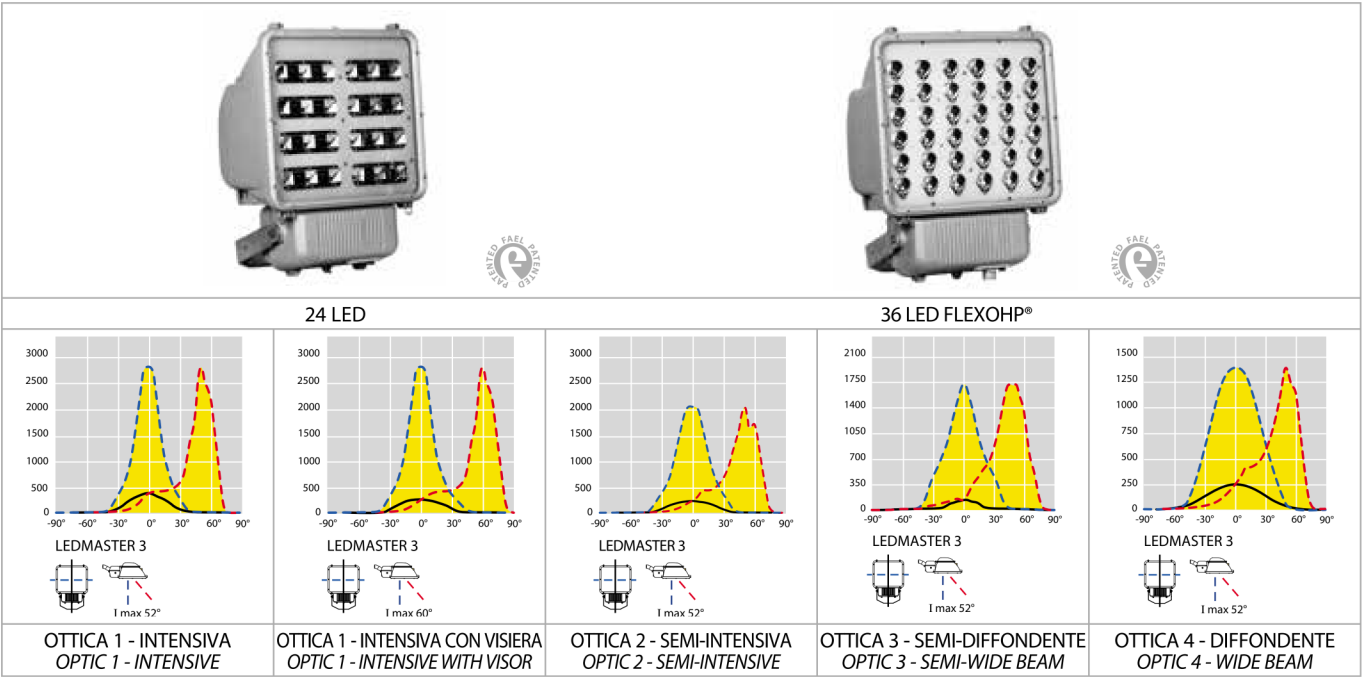 PATENTED FAEL PATENTED
PATENTED FAEL PATENTED
24 LED
36 LED FLEXOHP®
3000
2500
2000
1500
1000
500
0
-90° -60° -30° 0° 30° 60° 90°
LEDMASTER 3
I max 52°
3000
2500
2000
1500
1000
500
0
-90° -60° -30° 0° 30° 60° 90°
LEDMASTER 3
I max 60°
3000
2500
2000
1500
1000
500
0
-90° -60° -30° 0° 30° 60° 90°
LEDMASTER 3
I max 52°
2100
1750
1400
1050
700
350
0
-90° -60° -30° 0° 30° 60° 90°
LEDMASTER 3
I max 52°
1500
1250
1000
750
500
250
0
-90° -60° -30° 0° 30° 60° 90°
LEDMASTER 3
I max 52°
OTTICA 1 - INTENSIVA
OPTIC 1 - INTENSIVE
OTTICA 1 - INTENSIVA CON VISIERA
OPTIC 1 - INTENSIVE WITH VISOR
OTTICA 2 - SEMI-INTENSIVA
OPTIC 2 - SEMI-INTENSIVE
OTTICA 3 - SEMI-DIFFONDENTE
OPTIC 3 - SEMI-WIDE BEAM
OTTICA 4 - DIFFONDENTE
OPTIC 4 - WIDE BEAM